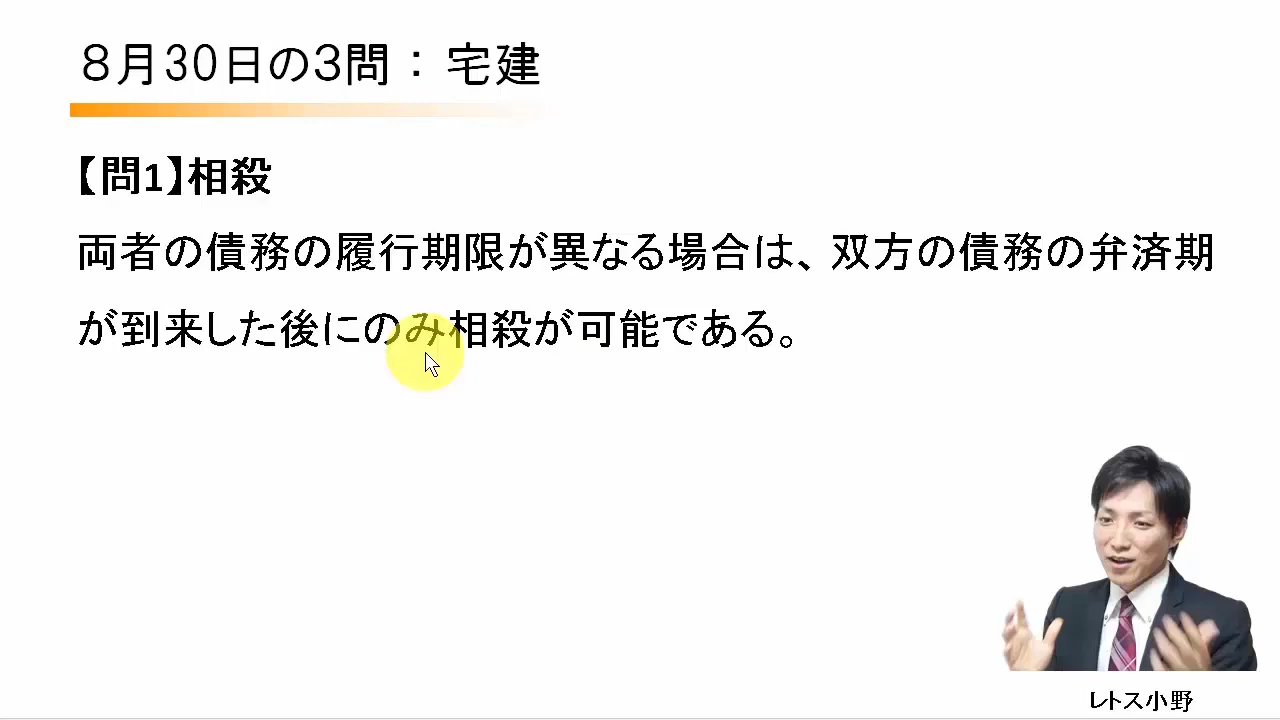 8月30日の3問：宅建
【問1】相殺
両者の債務の履行期限が異なる場合は、双方の債務の弁済期
が到来した後にのみ相殺が可能である。
レトス小野